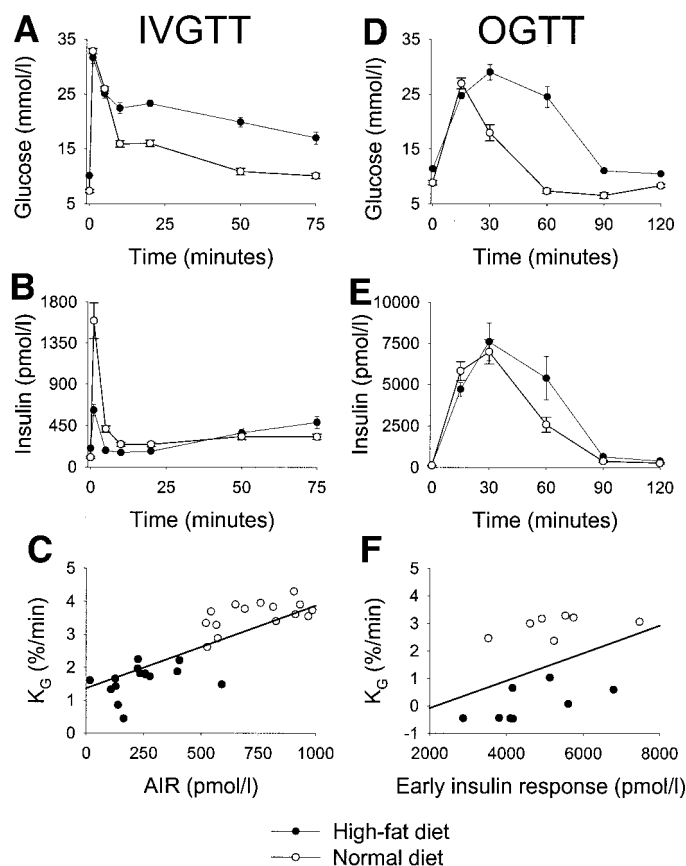 A IVGTT
D OGTT
Glucose (mmol/l)
35
25
15
5
0 25 50 75
Time (minutes)
Glucose (mmol/l)
35
25
15
5
0 30 60 90 120
Time (minutes)
B
Insulin (pmol/l)
1800
1350
900
450
0
0 25 50 75
Time (minutes)
E
Insulin (pmol/l)
10000
7500
5000
2500
0
0 30 60 90 120
Time (minutes)
C
KG (%/min)
5
4
3
2
1
0
0 250 500 750 1000
AIR (pmol/l)
F
KG (%/min)
5
4
3
2
1
0
-1
2000 4000 6000 8000
Early insulin response (pmol/l)
High-fat diet
Normal diet